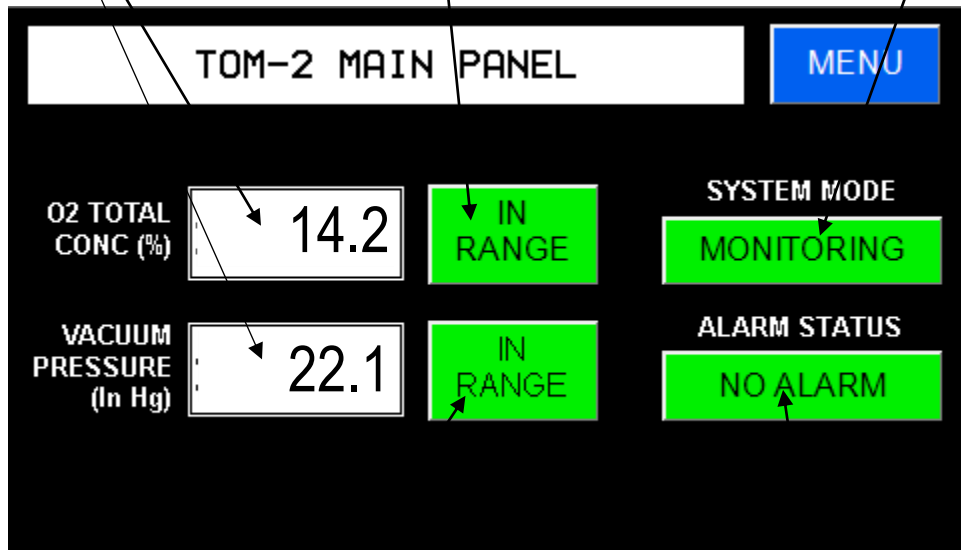 TOM-2 MAIN PANEL
MENU
O2 TOTAL
CONC (%)
14.2
IN
RANGE
SYSTEM MODE
MONITORING
VACUUM
PRESSURE
(In Hg)
22.1
IN
RANGE
ALARM STATUS
NO ALARM